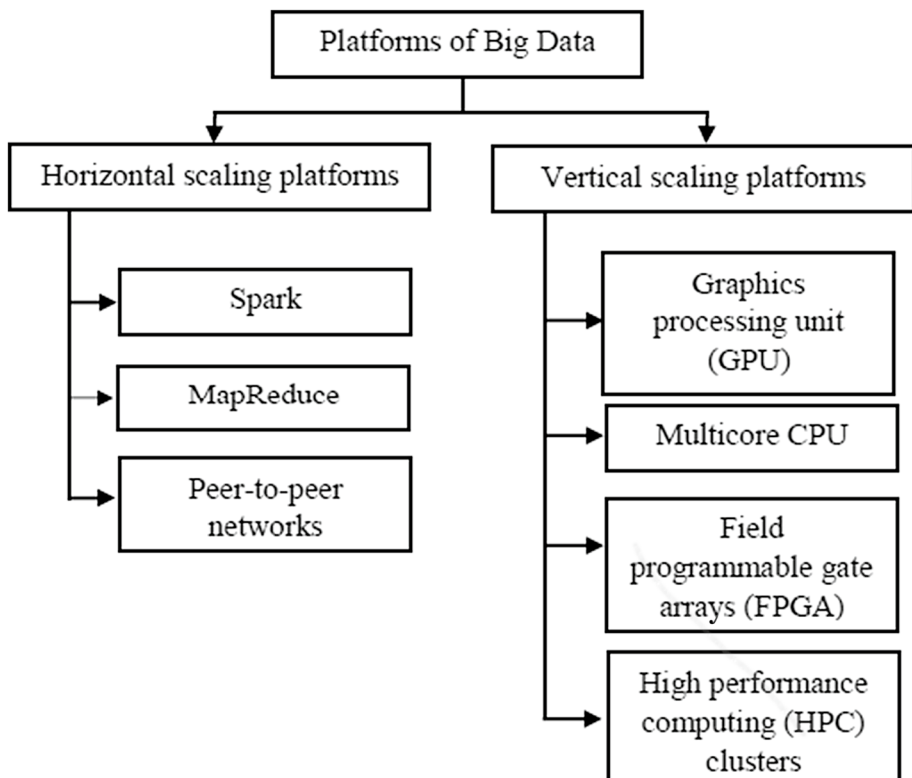 Platforms of Big Data
Horizontal scaling platforms
Spark
MapReduce
Peer-to-peer
networks
Vertical scaling platforms
Graphics
processing unit
(GPU)
Multicore CPU
Field
programmable gate
arrays (FPGA)
High performance
computing (HPC)
clusters